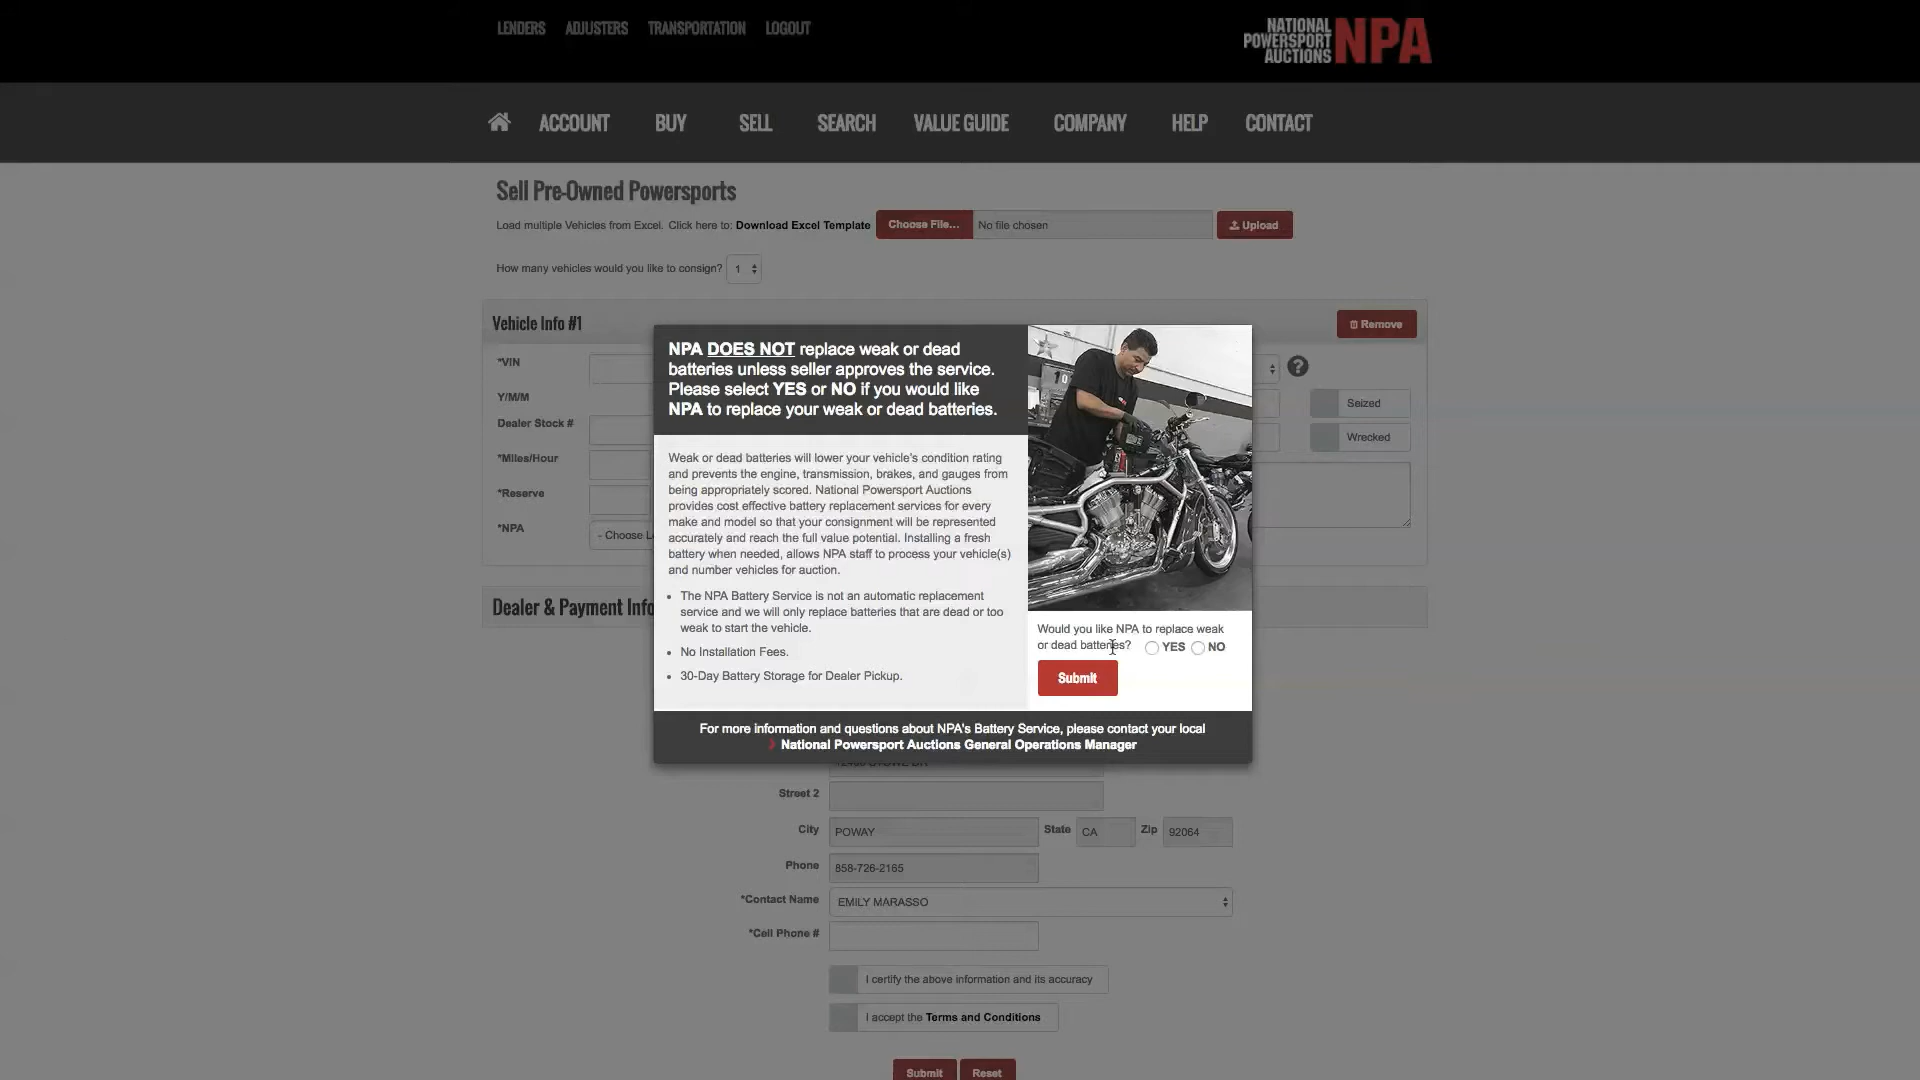 LENDERS ADJUSTERS TRANSPORTATION LOGOUT
NATIONAL
POWERSPORT
AUCTIONS
NPA
ACCOUNT BUY SELL SEARCH VALUE GUIDE COMPANY HELP CONTACT
Sell Pre-Owned Powersports
Load multiple Vehicles from Excel. Click here to: Download Excel Template Choose File... No file chosen Upload
How many vehicles would you like to consign? 1
Vehicle Info #1
Remove
*VIN
Y/M/M
Dealer Stock #
*Miles/Hour
*Reserve
*NPA
- Choose L
?
Seized
Wrecked
NPA DOES NOT replace weak or dead
batteries unless seller approves the service.
Please select YES or NO if you would like
NPA to replace your weak or dead batteries.
Weak or dead batteries will lower your vehicle's condition rating
and prevents the engine, transmission, brakes, and gauges from
being appropriately scored. National Powersport Auctions
provides cost effective battery replacement services for every
make and model so that your consignment will be represented
accurately and reach the full value potential. Installing a fresh
battery when needed, allows NPA staff to process your vehicle(s)
and number vehicles for auction.
• The NPA Battery Service is not an automatic replacement
service and we will only replace batteries that are dead or too
weak to start the vehicle.
• No Installation Fees.
• 30-Day Battery Storage for Dealer Pickup.
Would you like NPA to replace weak
or dead batteries? YES NO
Submit
For more information and questions about NPA's Battery Service, please contact your local
National Powersport Auctions General Operations Manager
Dealer & Payment Info
Street 2
City POWAY State CA Zip 92064
Phone 858-726-2165
*Contact Name EMILY MARASSO
*Cell Phone #
I certify the above information and its accuracy
I accept the Terms and Conditions
Submit Reset